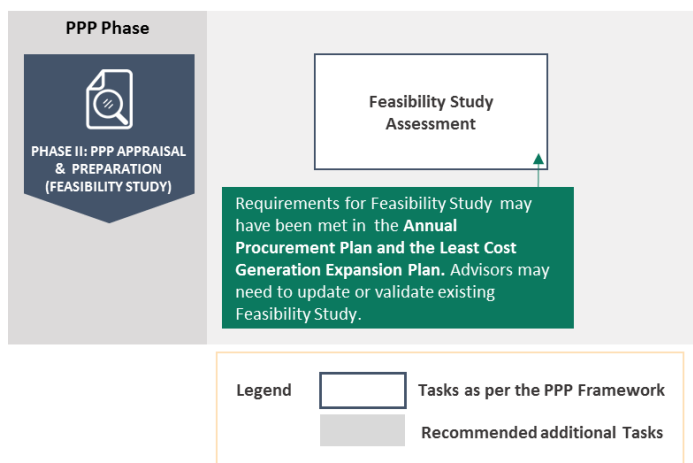 PPP Phase
PHASE II: PPP APPRAISAL
& PREPARATION
(FEASIBILITY STUDY)
Feasibility Study
Assessment
Requirements for Feasibility Study may
have been met in the Annual
Procurement Plan and the Least Cost
Generation Expansion Plan. Advisors may
need to update or validate existing
Feasibility Study.
Legend
Tasks as per the PPP Framework
Recommended additional Tasks